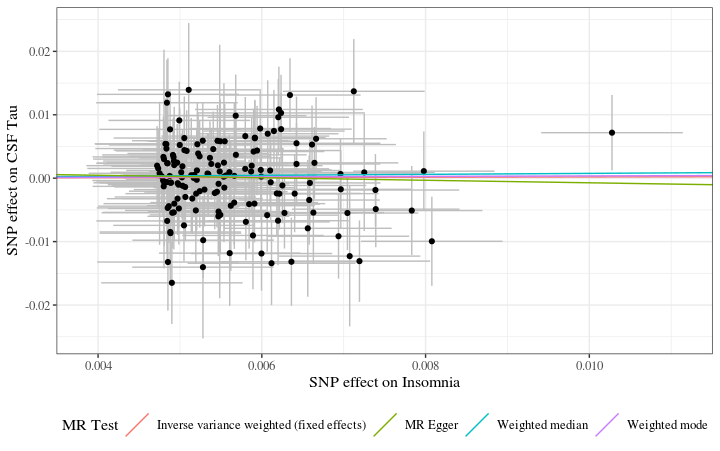 0.02
0.01
0.00
-0.01
-0.02
SNP effect on CSF Tau
0.004
0.006
0.008
0.010
SNP effect on Insomnia
MR Test
Inverse variance weighted (fixed effects)
MR Egger
Weighted median
Weighted mode